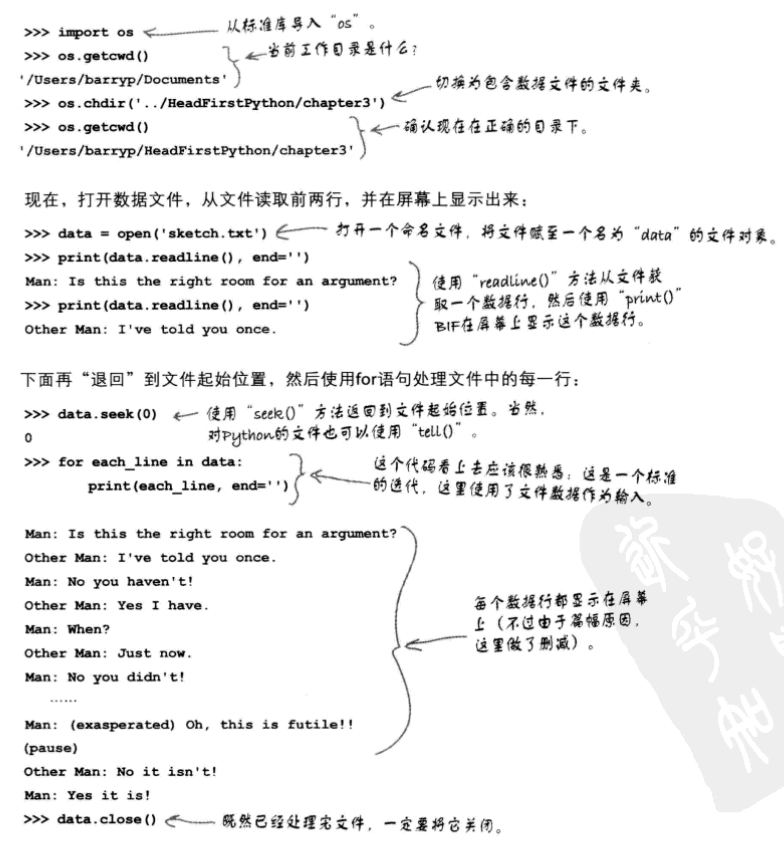 >>> import os
从标准库导入“os”。
>>> os.getcwd()
当前工作目录是什么?
'/Users/barryp/Documents'
>>> os.chdir('../HeadFirstPython/chapter3')
切换为包含数据文件的文件夹。
>>> os.getcwd()
确认现在在正确的目录下。
'/Users/barryp/HeadFirstPython/chapter3'
现在，打开数据文件，从文件读取前两行，并在屏幕上显示出来：
>>> data = open('sketch.txt')
打开一个命名文件，将文件赋至一个名为“data”的文件对象。
>>> print(data.readline(), end='')
Man: Is this the right room for an argument?
>>> print(data.readline(), end='')
Other Man: I've told you once.
使用“readline()”方法从文件获
取一个数据行，然后使用“print()”
BIF在屏幕上显示这个数据行。
下面再“退回”到文件起始位置，然后使用for语句处理文件中的每一行：
>>> data.seek(0)
0
使用“seek()”方法返回到文件起始位置。当然，
对Python的文件也可以使用“tell()”。
>>> for each_line in data:
print(each_line, end='')
这个代码看上去应该很熟悉：这是一个标准
的迭代，这里使用了文件数据作为输入。
Man: Is this the right room for an argument?
Other Man: I've told you once.
Man: No you haven't!
Other Man: Yes I have.
Man: When?
Other Man: Just now.
Man: No you didn't!
……
Man: (exasperated) Oh, this is futile!!
(pause)
Other Man: No it isn't!
Man: Yes it is!
每个数据行都显示在屏幕
上（不过由于篇幅原因，
这里做了删减）。
>>> data.close()
既然已经处理完文件，一定要将它关闭。